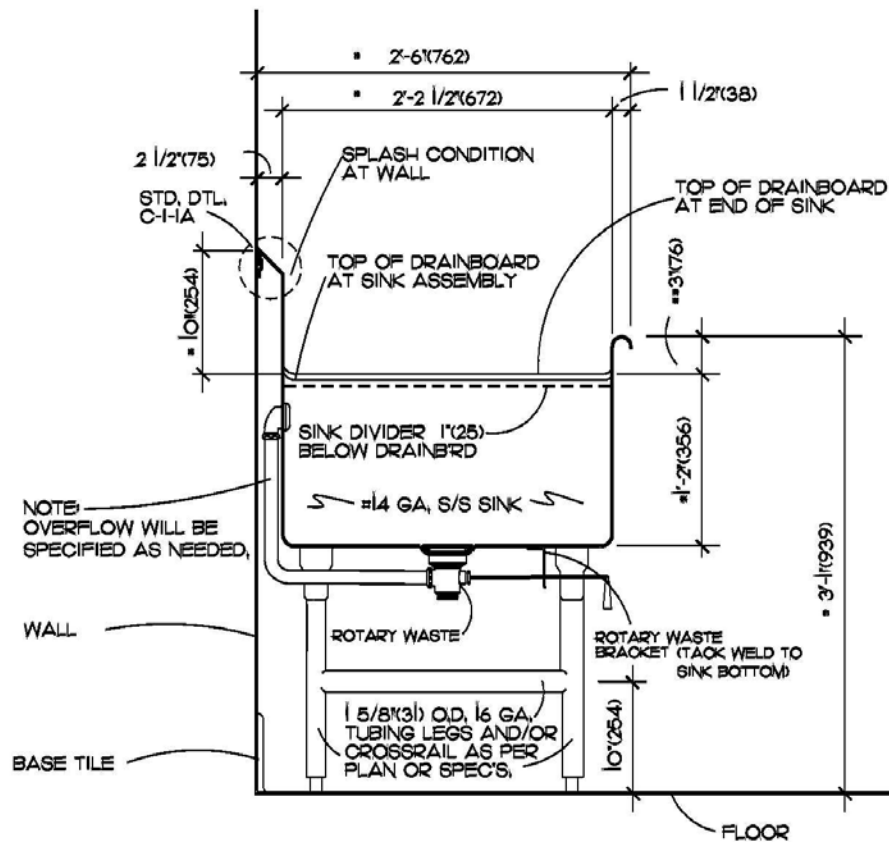 ▪ 2'-6"(762)
▪ 2'-2 1/2"(672)
1 1/2"(38)
2 1/2"(75)
SPLASH CONDITION
AT WALL
STD. DTL.
C-1-1A
TOP OF DRAINBOARD
AT END OF SINK
TOP OF DRAINBOARD
AT SINK ASSEMBLY
▪ 10"(254)
▪▪3"(76)
SINK DIVIDER 1"(25)
BELOW DRAINB'RD
▪1'-2"(356)
#14 GA. S/S SINK
NOTE:
OVERFLOW WILL BE
SPECIFIED AS NEEDED.
▪ 3'-1"(939)
WALL
ROTARY WASTE
ROTARY WASTE
BRACKET (TACK WELD TO
SINK BOTTOM)
1 5/8"(31) O.D. 16 GA.
TUBING LEGS AND/OR
CROSSRAIL AS PER
PLAN OR SPEC'S.
10"(254)
BASE TILE
FLOOR